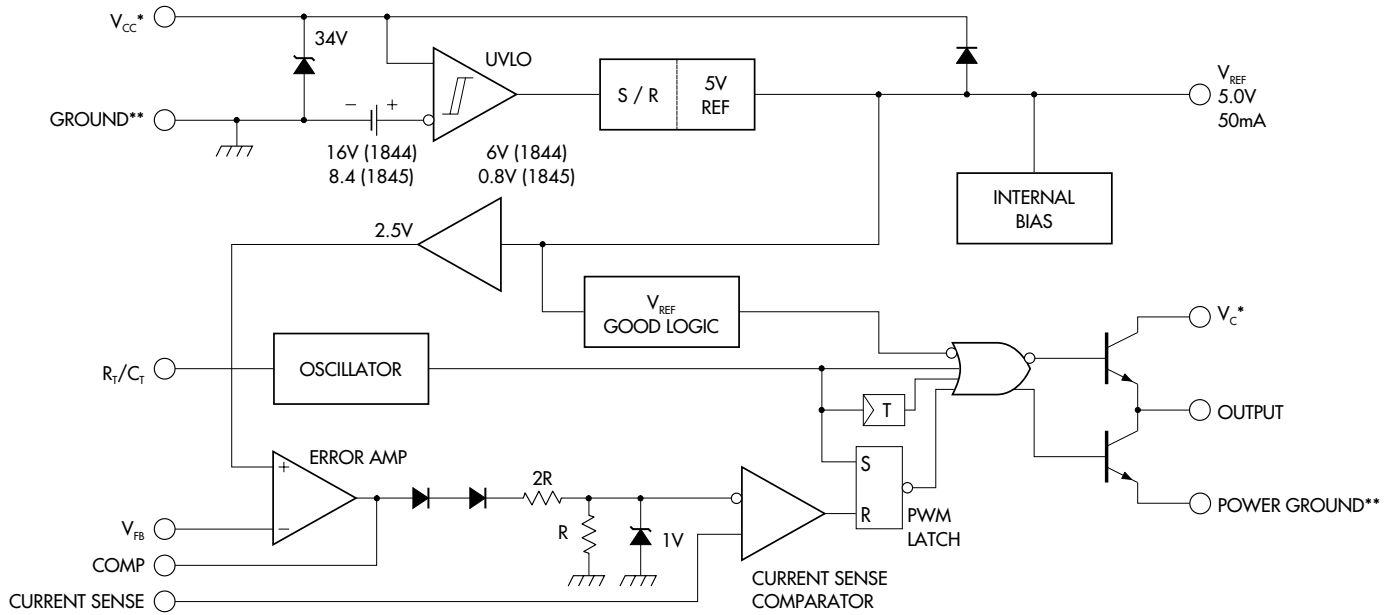 V_CC*
34V
UVLO
S / R
5V
REF
V_REF
5.0V
50mA
GROUND**
−
+
16V (1844)
8.4 (1845)
6V (1844)
0.8V (1845)
INTERNAL
BIAS
2.5V
V_REF
GOOD LOGIC
V_C*
R_T/C_T
OSCILLATOR
T
OUTPUT
ERROR AMP
+
−
2R
R
1V
S
R
PWM
LATCH
POWER GROUND**
V_FB
COMP
CURRENT SENSE
CURRENT SENSE
COMPARATOR